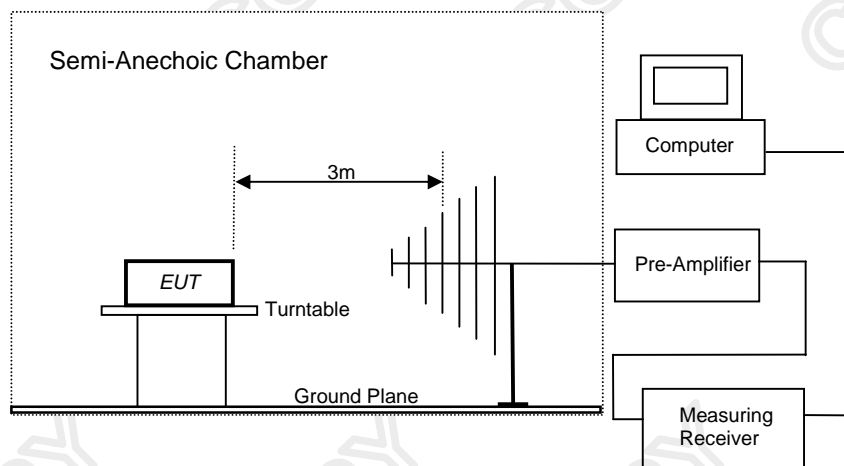 Semi-Anechoic Chamber
Computer
3m
Pre-Amplifier
EUT
Turntable
Ground Plane
Measuring
Receiver